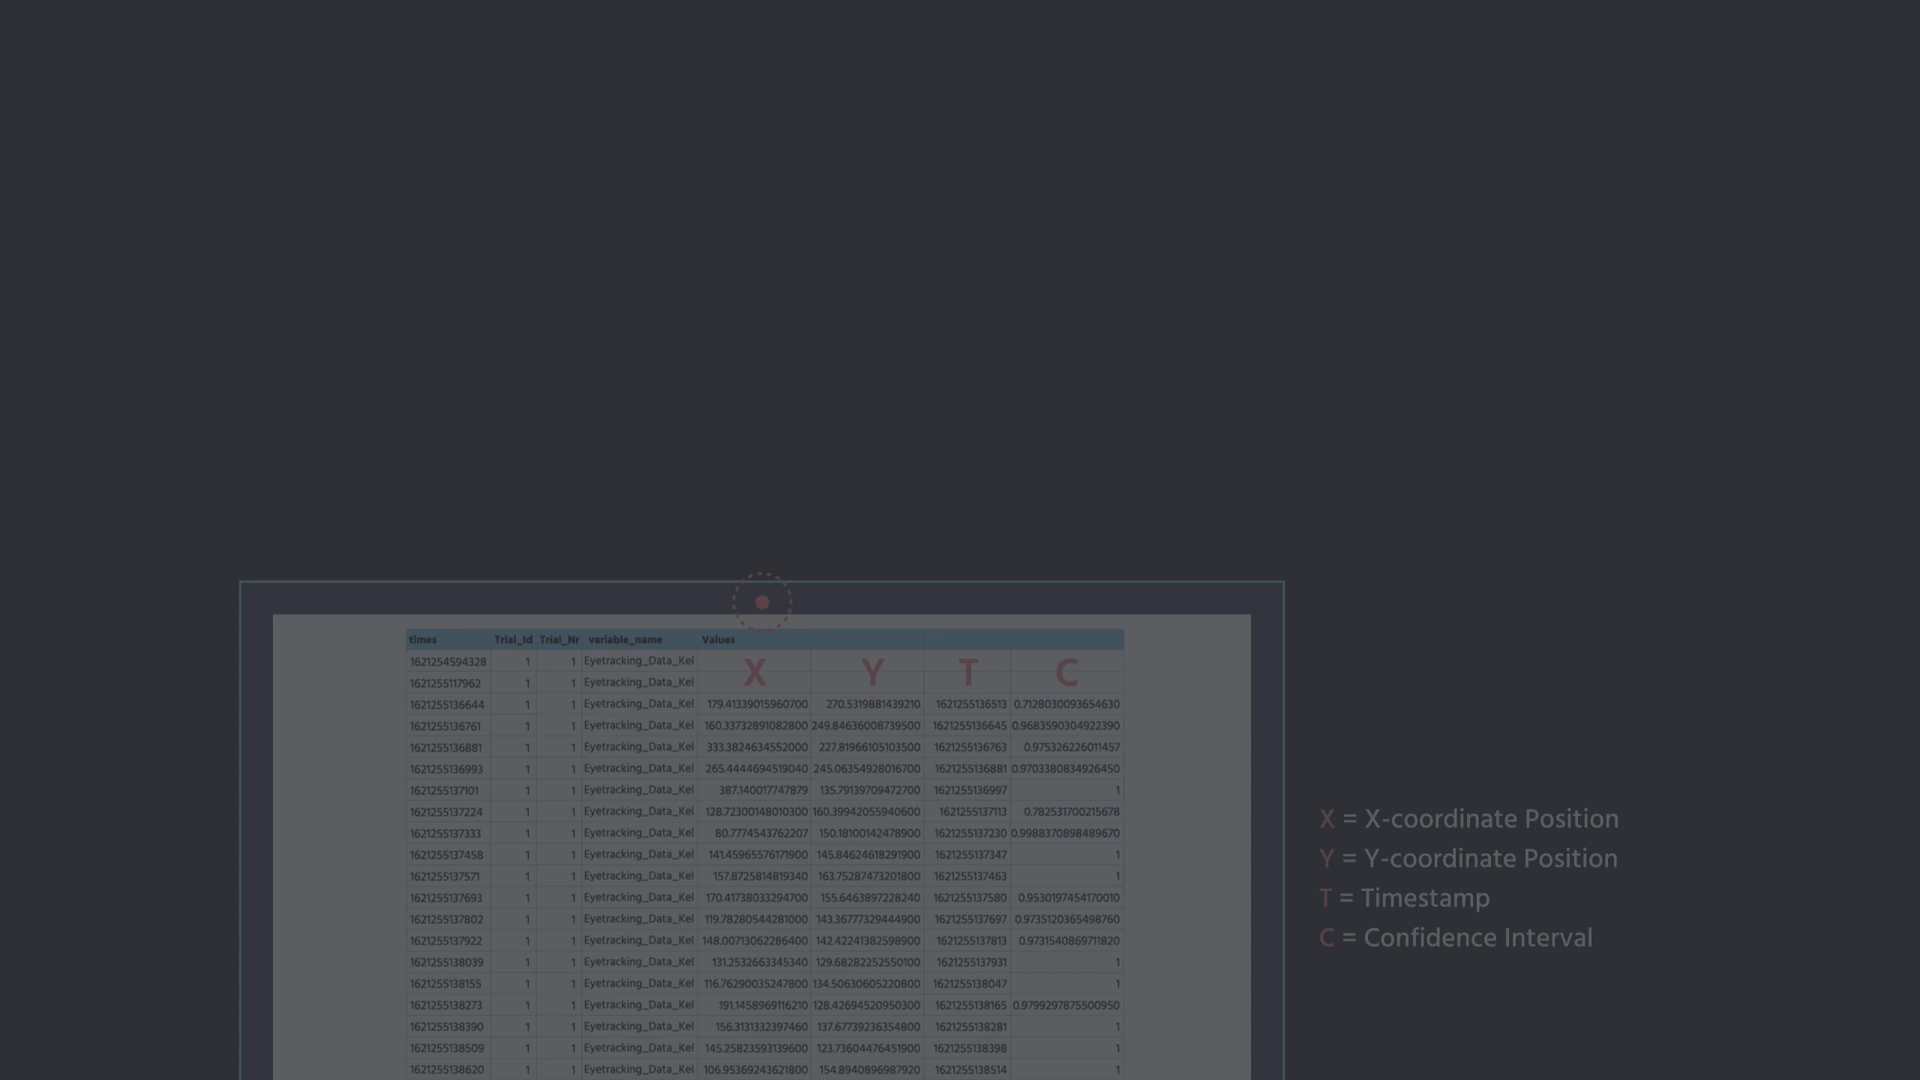 times Trial_Id Trial_Nr variable_name Values
1621254594328 1 1 Eyetracking_Data_Kel X Y T C
1621255117962 1 1 Eyetracking_Data_Kel
1621255136644 1 1 Eyetracking_Data_Kel 179.41339015960700 270.5319881439210 1621255136513 0.7128030093654630
1621255136761 1 1 Eyetracking_Data_Kel 160.33732891082800 249.84636008739500 1621255136645 0.9683590304922390
1621255136881 1 1 Eyetracking_Data_Kel 333.3824634552000 227.81966105103500 1621255136763 0.975326226011457
1621255136993 1 1 Eyetracking_Data_Kel 265.4444694519040 245.06354928016700 1621255136881 0.9703380834926450
1621255137101 1 1 Eyetracking_Data_Kel 387.140017747879 135.79139709472700 1621255136997 1
1621255137224 1 1 Eyetracking_Data_Kel 128.72300148010300 160.39942055940600 1621255137113 0.782531700215678
1621255137333 1 1 Eyetracking_Data_Kel 80.7774543762207 150.18100142478900 1621255137230 0.9988370898489670
1621255137458 1 1 Eyetracking_Data_Kel 141.45965576171900 145.84624618291900 1621255137347 1
1621255137571 1 1 Eyetracking_Data_Kel 157.8725814819340 163.75287473201800 1621255137463 1
1621255137693 1 1 Eyetracking_Data_Kel 170.41738033294700 155.6463897228240 1621255137580 0.9530197454170010
1621255137802 1 1 Eyetracking_Data_Kel 119.78280544281000 143.36777329444900 1621255137697 0.9735120365498760
1621255137922 1 1 Eyetracking_Data_Kel 148.00713062286400 142.42241382598900 1621255137813 0.9731540869711820
1621255138039 1 1 Eyetracking_Data_Kel 131.2532663345340 129.68282252550100 1621255137931 1
1621255138155 1 1 Eyetracking_Data_Kel 116.76290035247800 134.50630605220800 1621255138047 1
1621255138273 1 1 Eyetracking_Data_Kel 191.1458969116210 128.42694520950300 1621255138165 0.9799297875500950
1621255138390 1 1 Eyetracking_Data_Kel 156.3131332397460 137.67739236354800 1621255138281 1
1621255138509 1 1 Eyetracking_Data_Kel 145.25823593139600 123.73604476451900 1621255138398 1
1621255138620 1 1 Eyetracking_Data_Kel 106.95369243621800 154.8940896987920 1621255138514 1
X = X-coordinate Position
Y = Y-coordinate Position
T = Timestamp
C = Confidence Interval